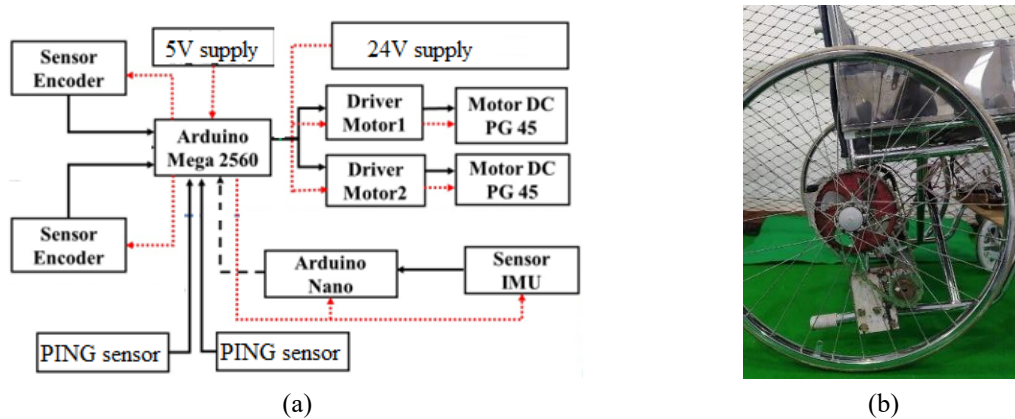 5V supply
24V supply
Sensor
Encoder
Driver
Motor1
Motor DC
PG 45
Arduino
Mega 2560
Driver
Motor2
Motor DC
PG 45
Sensor
Encoder
Arduino
Nano
Sensor
IMU
PING sensor
PING sensor
(a)
(b)